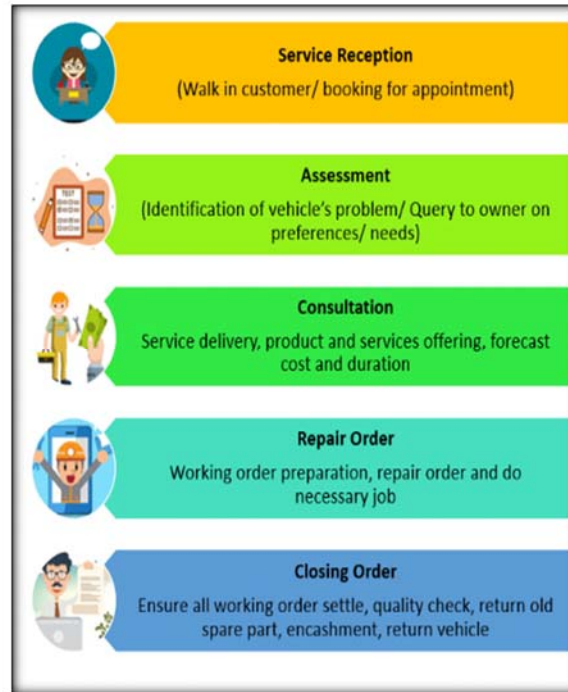 Service Reception
(Walk in customer/ booking for appointment)
TEST
Assessment
(Identification of vehicle's problem/ Query to owner on
preferences/ needs)
Consultation
Service delivery, product and services offering, forecast
cost and duration
Repair Order
Working order preparation, repair order and do
necessary job
Closing Order
Ensure all working order settle, quality check, return old
spare part, encashment, return vehicle